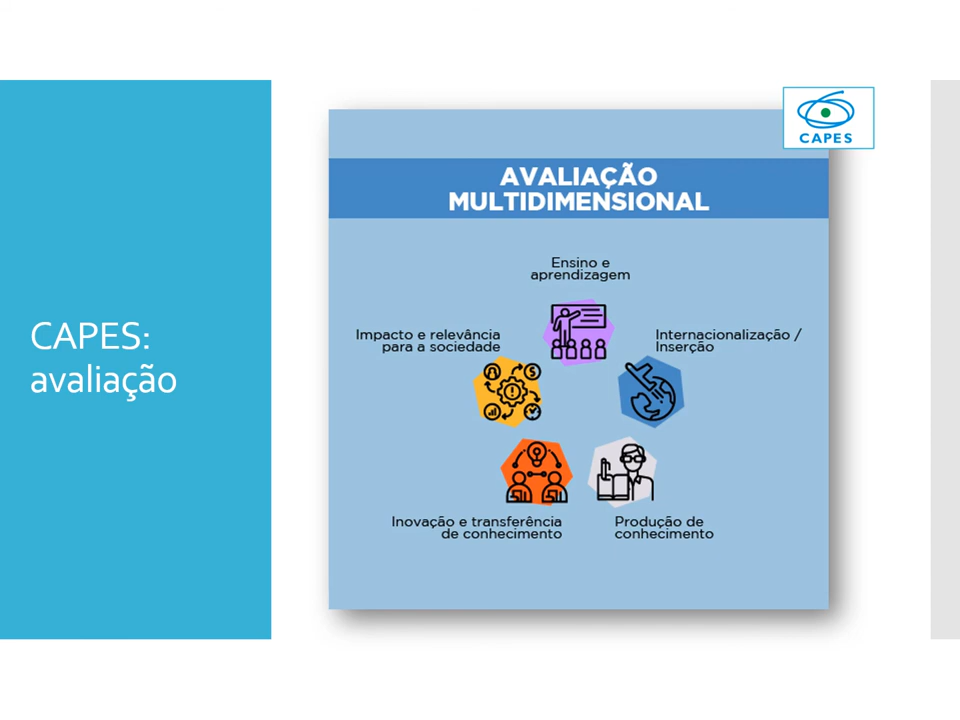 CAPES:
avaliação
CAPES
AVALIAÇÃO
MULTIDIMENSIONAL
Ensino e
aprendizagem
Impacto e relevância
para a sociedade
Internacionalização /
Inserção
Inovação e transferência
de conhecimento
Produção de
conhecimento